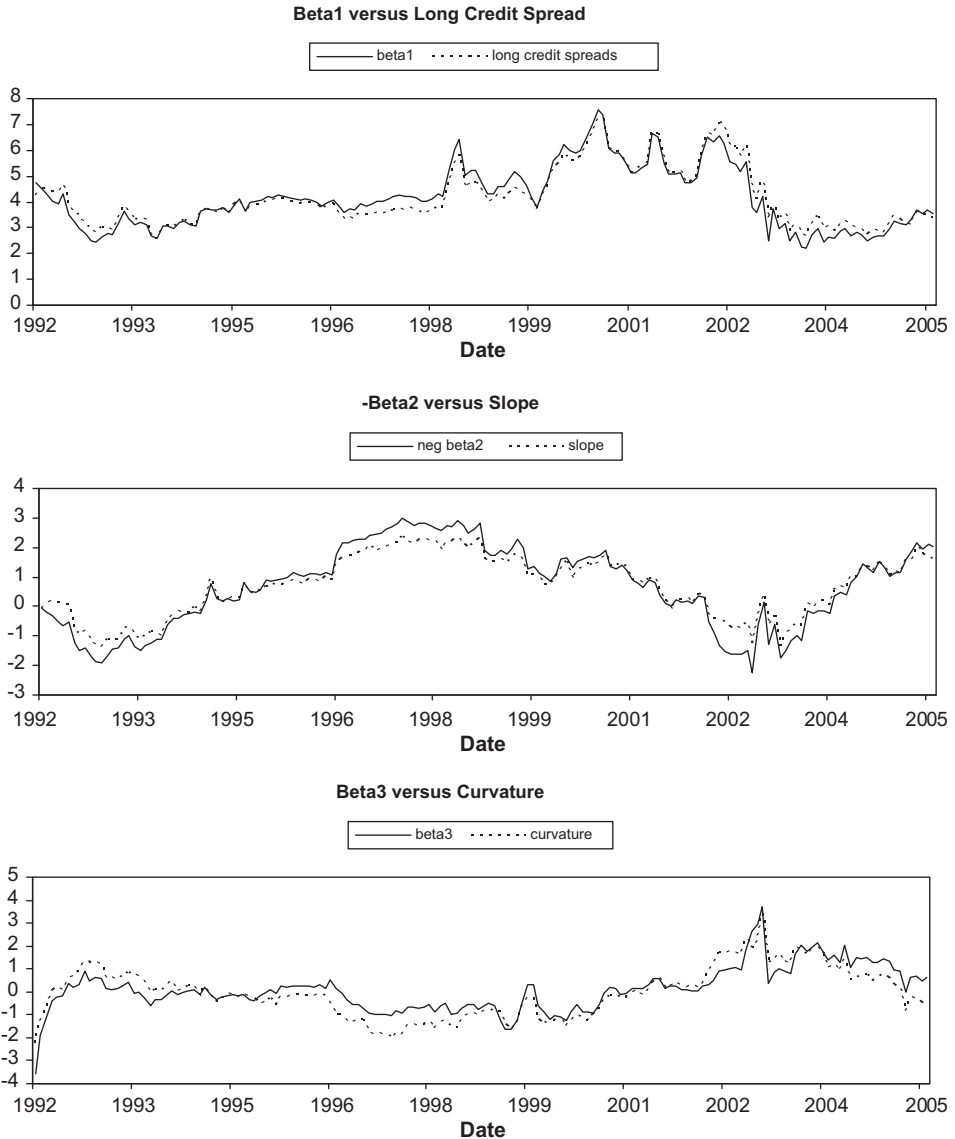 Beta1 versus Long Credit Spread
beta1 long credit spreads
8
7
6
5
4
3
2
1
0
1992 1993 1995 1996 1998 1999 2001 2002 2004 2005
Date
-Beta2 versus Slope
neg beta2 slope
4
3
2
1
0
-1
-2
-3
1992 1993 1995 1996 1998 1999 2001 2002 2004 2005
Date
Beta3 versus Curvature
beta3 curvature
5
4
3
2
1
0
-1
-2
-3
-4
1992 1993 1995 1996 1998 1999 2001 2002 2004 2005
Date